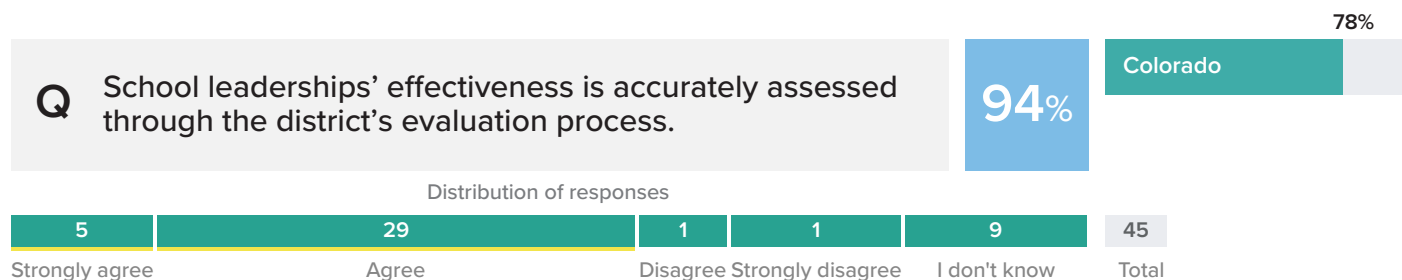 78%
Q School leaderships’ effectiveness is accurately assessed
through the district’s evaluation process.
94%
Colorado
Distribution of responses
5 29 1 1 9 45
Strongly agree Agree Disagree Strongly disagree I don't know Total